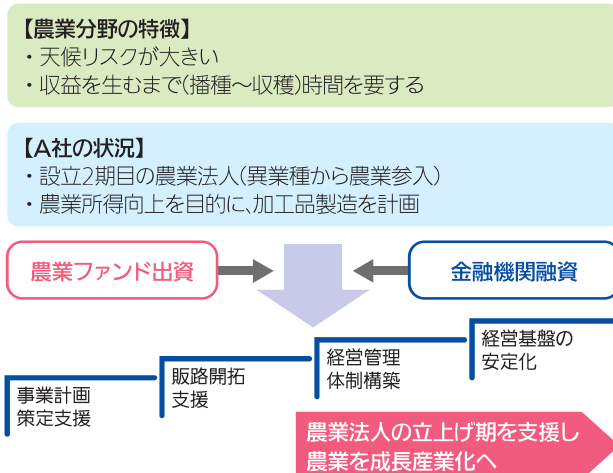 【農業分野の特徴】
・天候リスクが大きい
・収益を生むまで(播種～収穫)時間を要する
【A社の状況】
・設立2期目の農業法人(異業種から農業参入)
・農業所得向上を目的に、加工品製造を計画
農業ファンド出資
金融機関融資
事業計画
策定支援
販路開拓
支援
経営管理
体制構築
経営基盤の
安定化
農業法人の立上げ期を支援し
農業を成長産業化へ